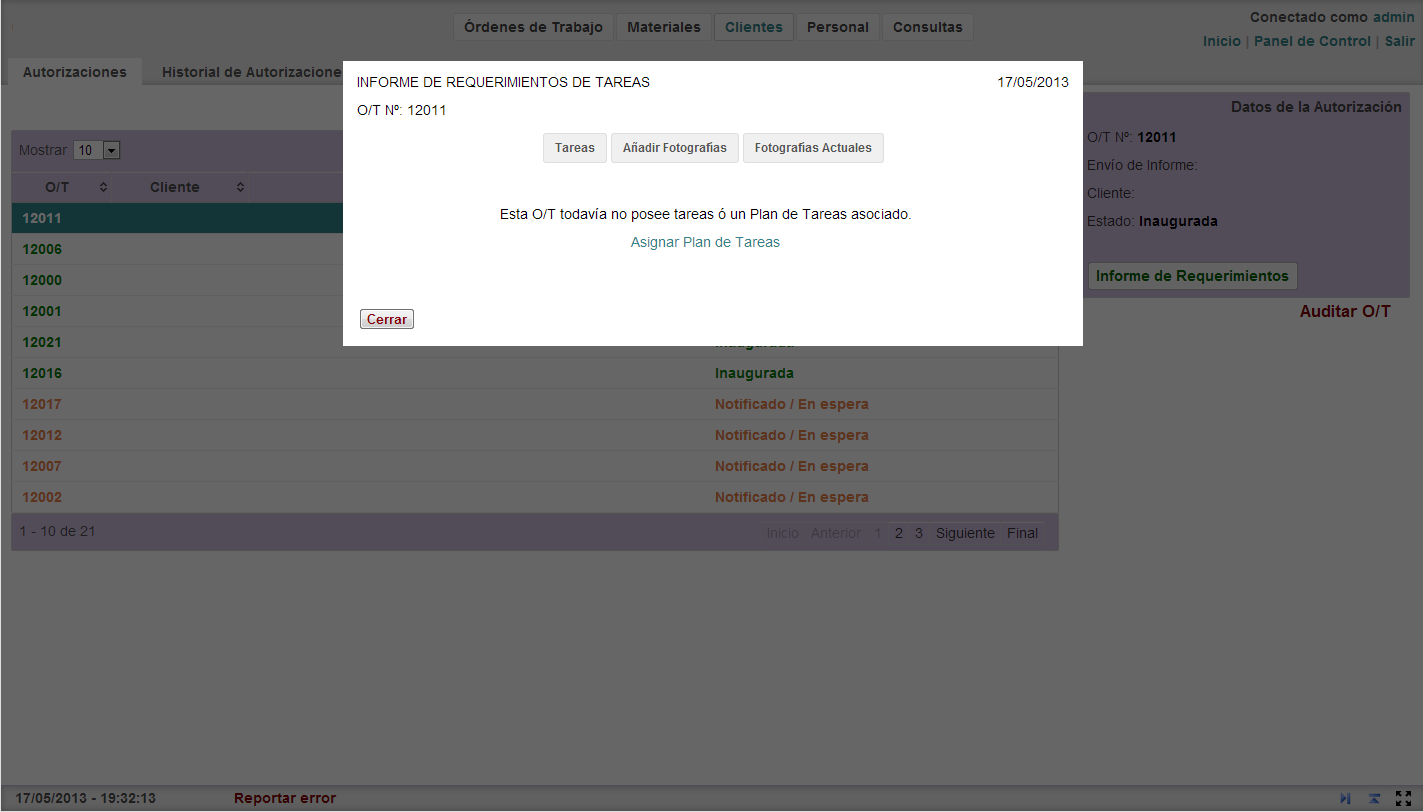 Órdenes de Trabajo Materiales Clientes Personal Consultas
Conectado como admin
Inicio | Panel de Control | Salir
Autorizaciones Historial de Autorizacione
INFORME DE REQUERIMIENTOS DE TAREAS 17/05/2013
O/T Nº: 12011
Tareas Añadir Fotografias Fotografias Actuales
Esta O/T todavía no posee tareas ó un Plan de Tareas asociado.
Asignar Plan de Tareas
Cerrar
Datos de la Autorización
O/T Nº: 12011
Envío de Informe:
Cliente:
Estado: Inaugurada
Informe de Requerimientos
Auditar O/T
Mostrar 10
O/T Cliente
12011
12006
12000
12001
12021
12016 Inaugurada
12017 Notificado / En espera
12012 Notificado / En espera
12007 Notificado / En espera
12002 Notificado / En espera
1 - 10 de 21 Inicio Anterior 1 2 3 Siguiente Final
17/05/2013 - 19:32:13 Reportar error